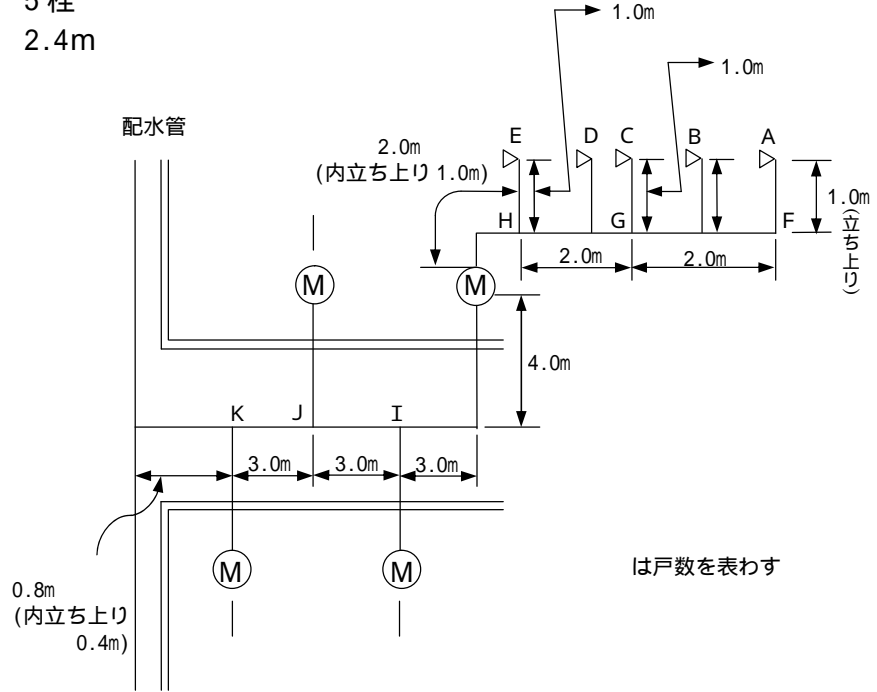 5栓
2.4m
1.0m
1.0m
配水管
2.0m
(内立ち上り1.0m)
E D C B A
1.0m
(立ち上り)
H G F
2.0m 2.0m
M M
4.0m
K J I
3.0m 3.0m 3.0m
M M
は戸数を表わす
0.8m
(内立ち上り
0.4m)